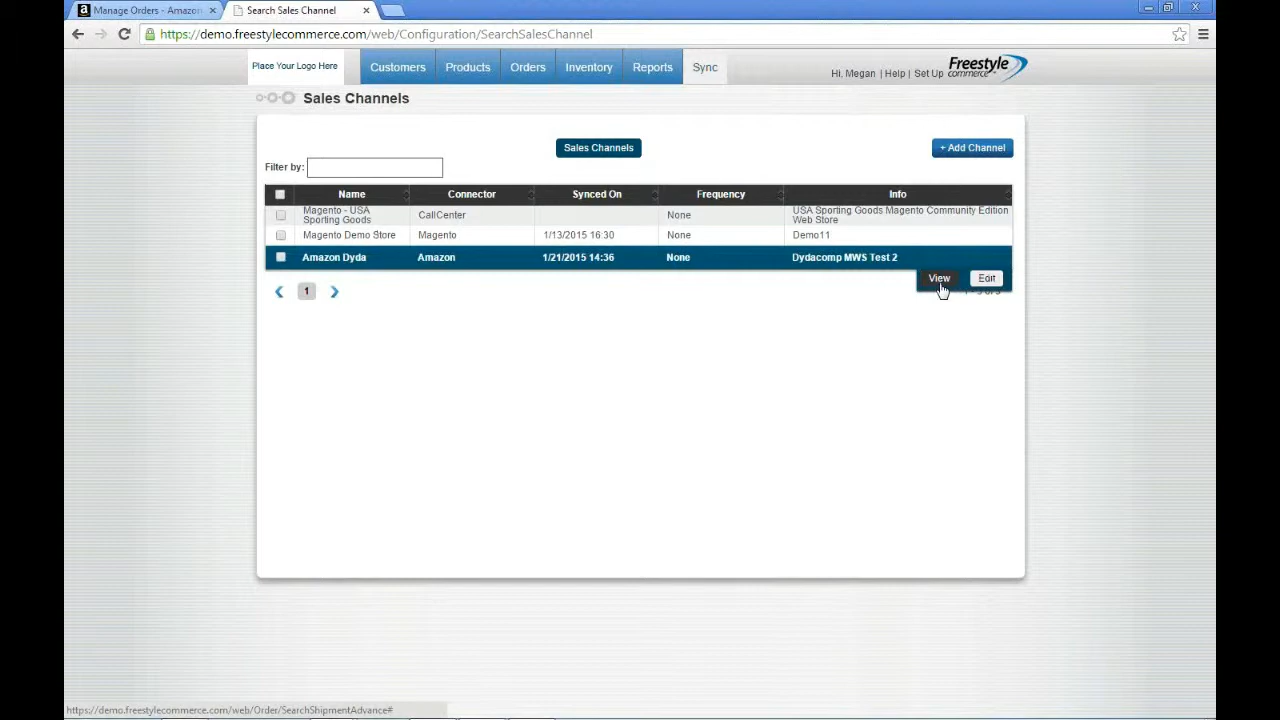 Manage Orders - Amazon
Search Sales Channel
https://demo.freestylecommerce.com/web/Configuration/SearchSalesChannel
Place Your Logo Here
Customers
Products
Orders
Inventory
Reports
Sync
Hi, Megan | Help | Set Up
Freestyle
commerce
Sales Channels
Sales Channels
+ Add Channel
Filter by:
Name Connector Synced On Frequency Info
Magento - USA Sporting Goods CallCenter None USA Sporting Goods Magento Community Edition Web Store
Magento Demo Store Magento 1/13/2015 16:30 None Demo11
Amazon Dyda Amazon 1/21/2015 14:36 None Dydacomp MWS Test 2
View Edit
1
https://demo.freestylecommerce.com/web/Order/SearchShipmentAdvance#